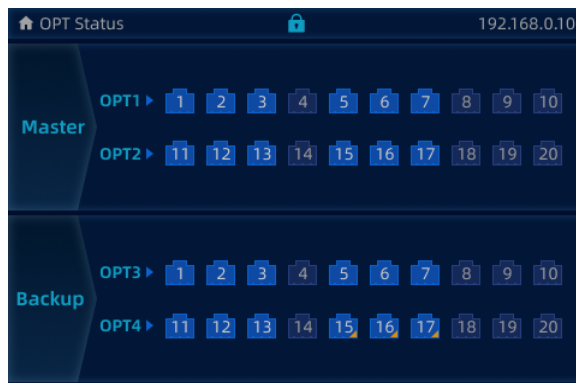 OPT Status 192.168.0.10
Master
OPT1 1 2 3 4 5 6 7 8 9 10
OPT2 11 12 13 14 15 16 17 18 19 20
Backup
OPT3 1 2 3 4 5 6 7 8 9 10
OPT4 11 12 13 14 15 16 17 18 19 20